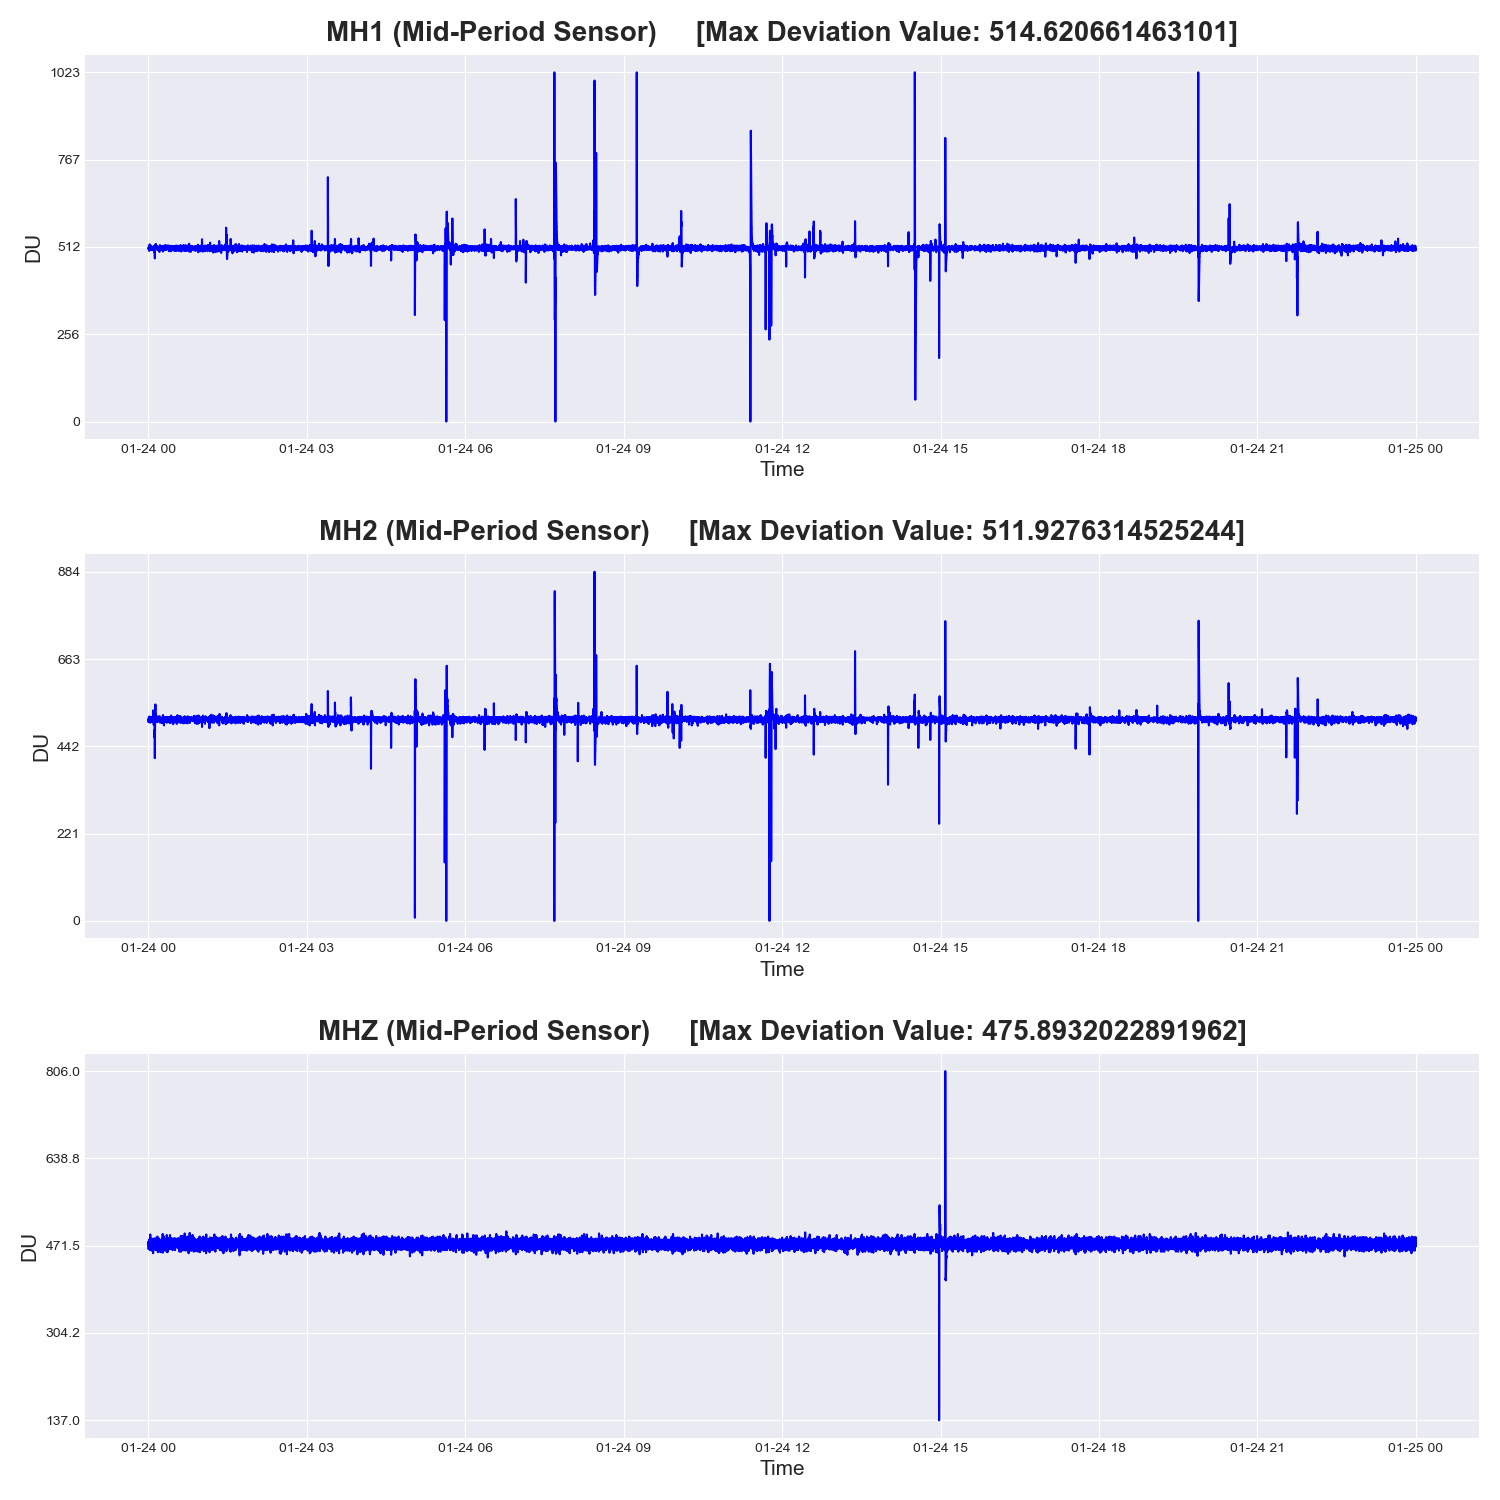 MH1 (Mid-Period Sensor)     [Max Deviation Value: 514.620661463101]
1023
767
512
256
0
DU
01-24 00 01-24 03 01-24 06 01-24 09 01-24 12 01-24 15 01-24 18 01-24 21 01-25 00
Time
MH2 (Mid-Period Sensor)     [Max Deviation Value: 511.9276314525244]
884
663
442
221
0
DU
01-24 00 01-24 03 01-24 06 01-24 09 01-24 12 01-24 15 01-24 18 01-24 21 01-25 00
Time
MHZ (Mid-Period Sensor)     [Max Deviation Value: 475.8932022891962]
806.0
638.8
471.5
304.2
137.0
DU
01-24 00 01-24 03 01-24 06 01-24 09 01-24 12 01-24 15 01-24 18 01-24 21 01-25 00
Time